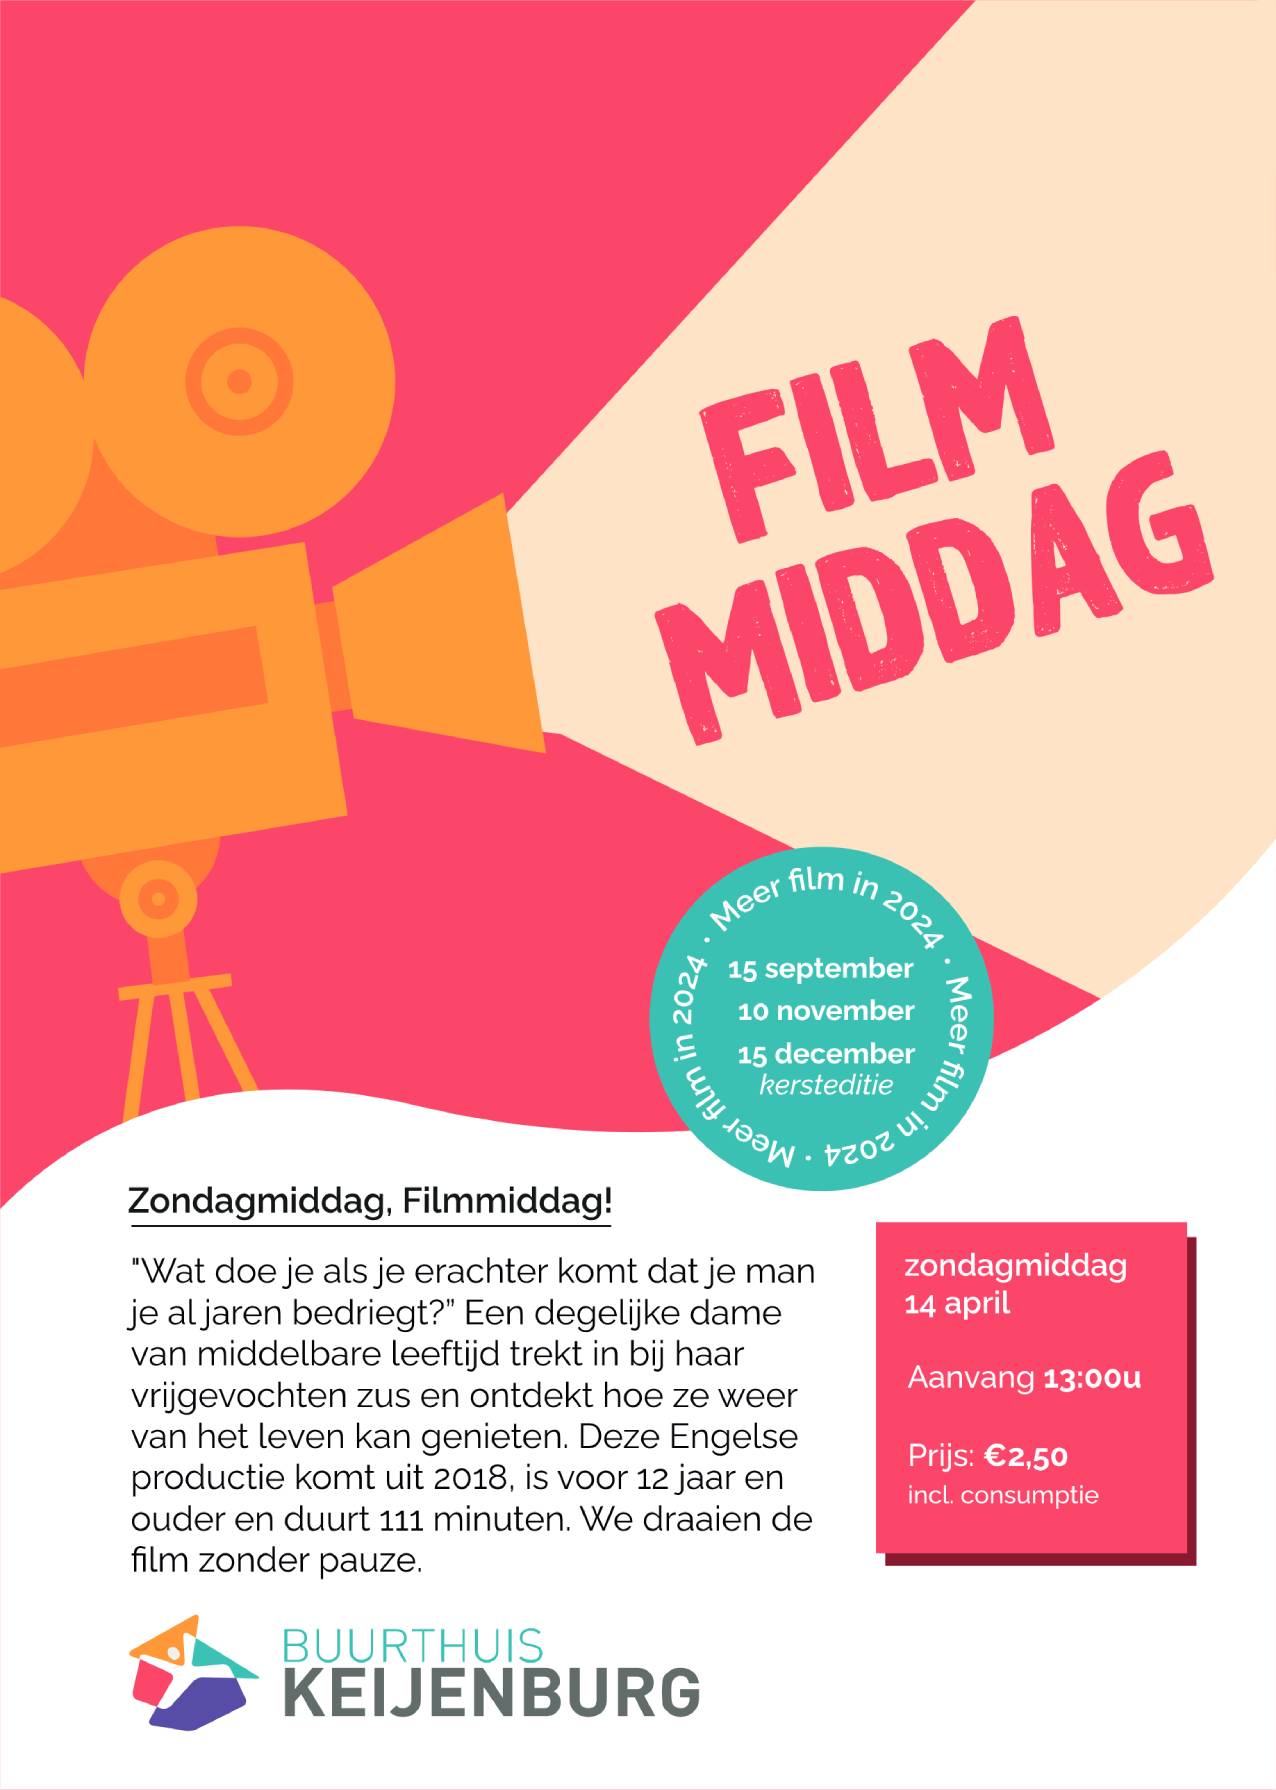 FILM
MIDDAG
Meer film in 2024 · Meer film in 2024 · Meer film in 2024 ·
15 september
10 november
15 december
kersteditie
Zondagmiddag, Filmmiddag!
"Wat doe je als je erachter komt dat je man
je al jaren bedriegt?” Een degelijke dame
van middelbare leeftijd trekt in bij haar
vrijgevochten zus en ontdekt hoe ze weer
van het leven kan genieten. Deze Engelse
productie komt uit 2018, is voor 12 jaar en
ouder en duurt 111 minuten. We draaien de
film zonder pauze.
zondagmiddag
14 april
Aanvang 13:00u
Prijs: €2,50
incl. consumptie
BUURTHUIS
KEIJENBURG